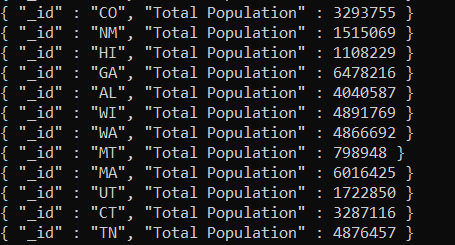 { "_id" : "CO", "Total Population" : 3293755 }
{ "_id" : "NM", "Total Population" : 1515069 }
{ "_id" : "HI", "Total Population" : 1108229 }
{ "_id" : "GA", "Total Population" : 6478216 }
{ "_id" : "AL", "Total Population" : 4040587 }
{ "_id" : "WI", "Total Population" : 4891769 }
{ "_id" : "WA", "Total Population" : 4866692 }
{ "_id" : "MT", "Total Population" : 798948 }
{ "_id" : "MA", "Total Population" : 6016425 }
{ "_id" : "UT", "Total Population" : 1722850 }
{ "_id" : "CT", "Total Population" : 3287116 }
{ "_id" : "TN", "Total Population" : 4876457 }